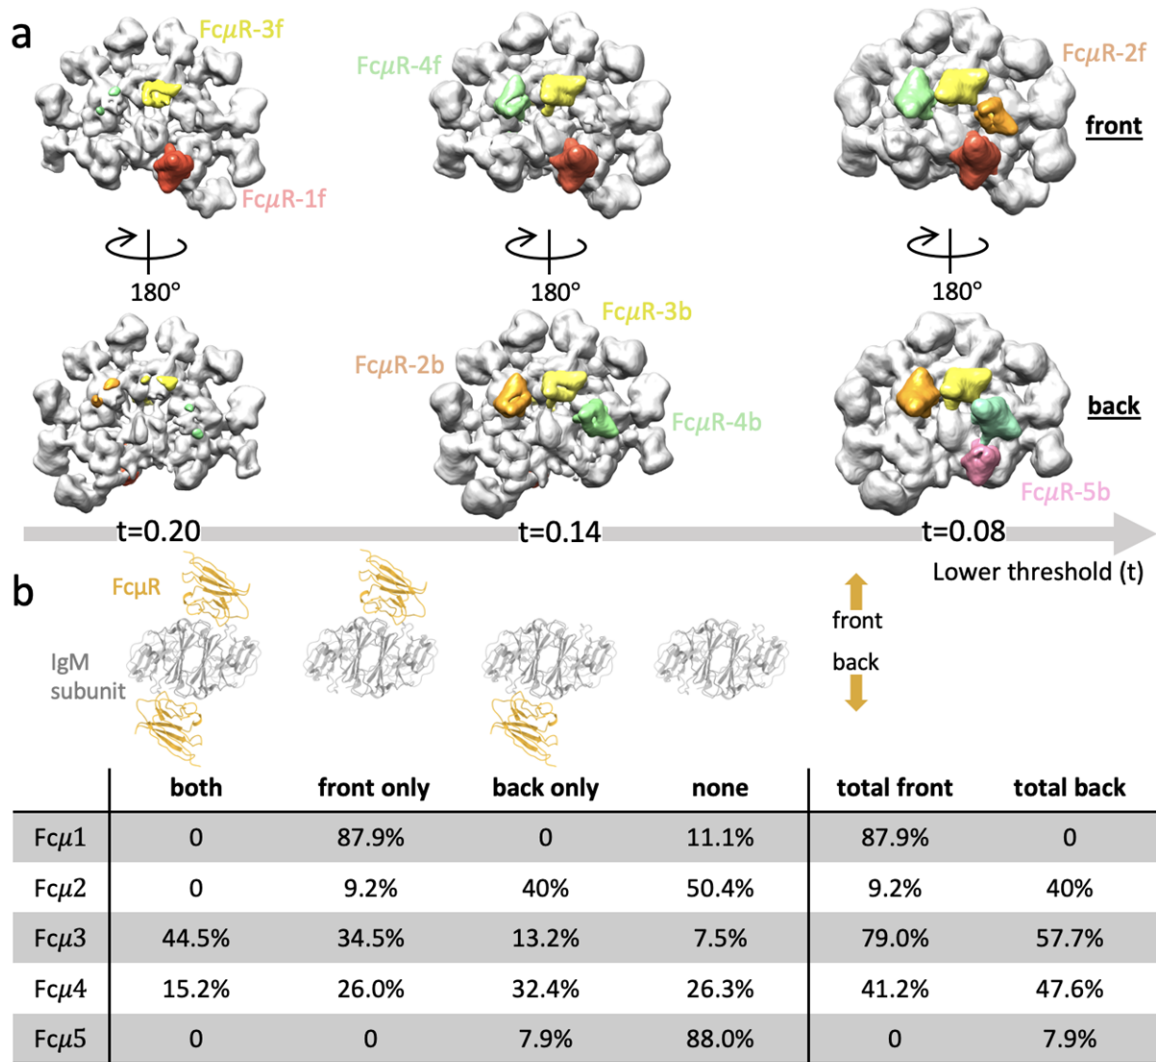 a
FcμR-3f
FcμR-4f
FcμR-2f
front
FcμR-1f
180°
180°
180°
FcμR-3b
FcμR-2b
back
FcμR-4b
FcμR-5b
t=0.20
t=0.14
t=0.08
Lower threshold (t)
b
FcμR
front
IgM
subunit
back
both front only back only none total front total back
Fcμ1 0 87.9% 0 11.1% 87.9% 0
Fcμ2 0 9.2% 40% 50.4% 9.2% 40%
Fcμ3 44.5% 34.5% 13.2% 7.5% 79.0% 57.7%
Fcμ4 15.2% 26.0% 32.4% 26.3% 41.2% 47.6%
Fcμ5 0 0 7.9% 88.0% 0 7.9%